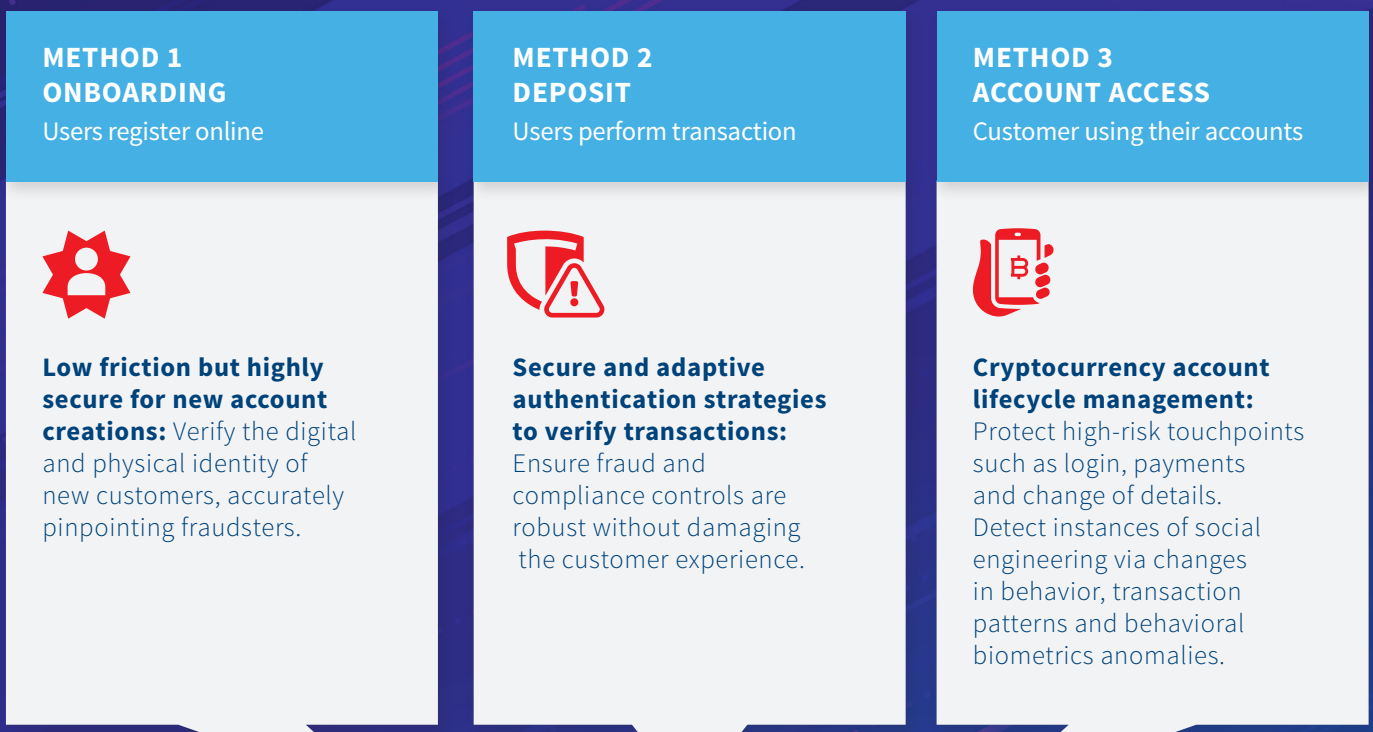 METHOD 1
ONBOARDING
Users register online
Low friction but highly
secure for new account
creations: Verify the digital
and physical identity of
new customers, accurately
pinpointing fraudsters.
METHOD 2
DEPOSIT
Users perform transaction
Secure and adaptive
authentication strategies
to verify transactions:
Ensure fraud and
compliance controls are
robust without damaging
the customer experience.
METHOD 3
ACCOUNT ACCESS
Customer using their accounts
Cryptocurrency account
lifecycle management:
Protect high-risk touchpoints
such as login, payments
and change of details.
Detect instances of social
engineering via changes
in behavior, transaction
patterns and behavioral
biometrics anomalies.